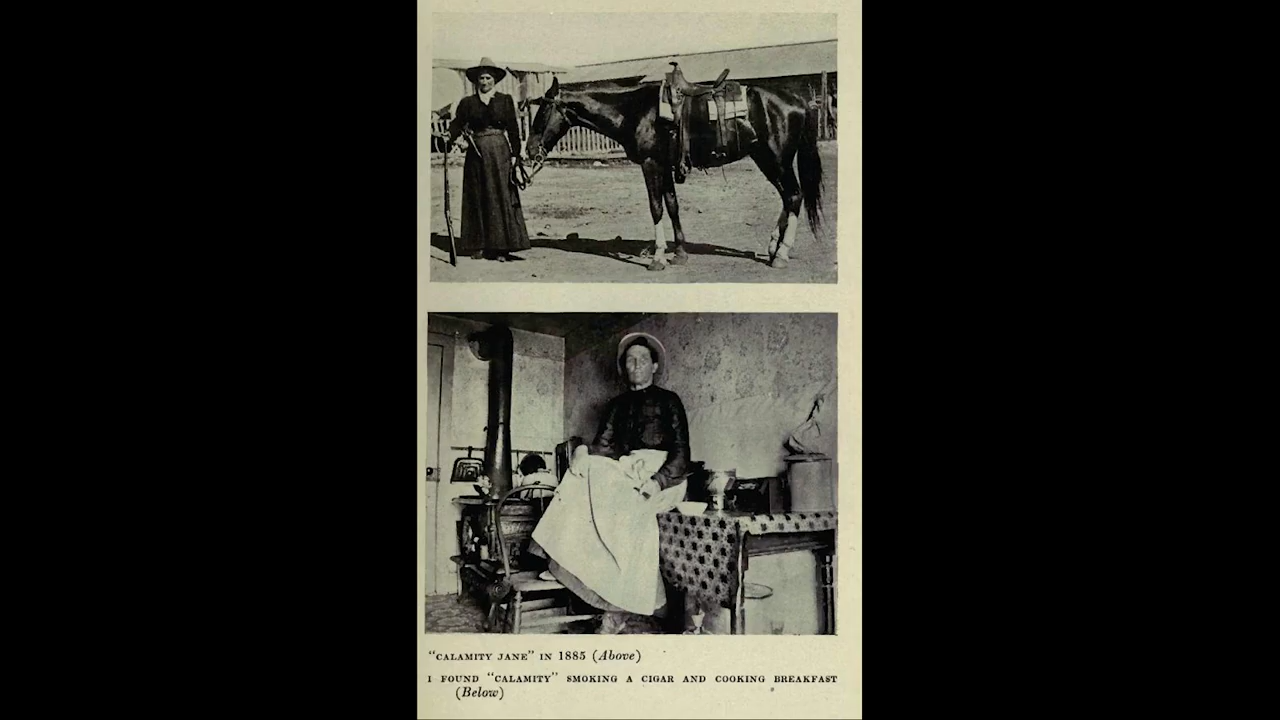 "CALAMITY JANE" IN 1885 (Above)
I FOUND "CALAMITY" SMOKING A CIGAR AND COOKING BREAKFAST
(Below)